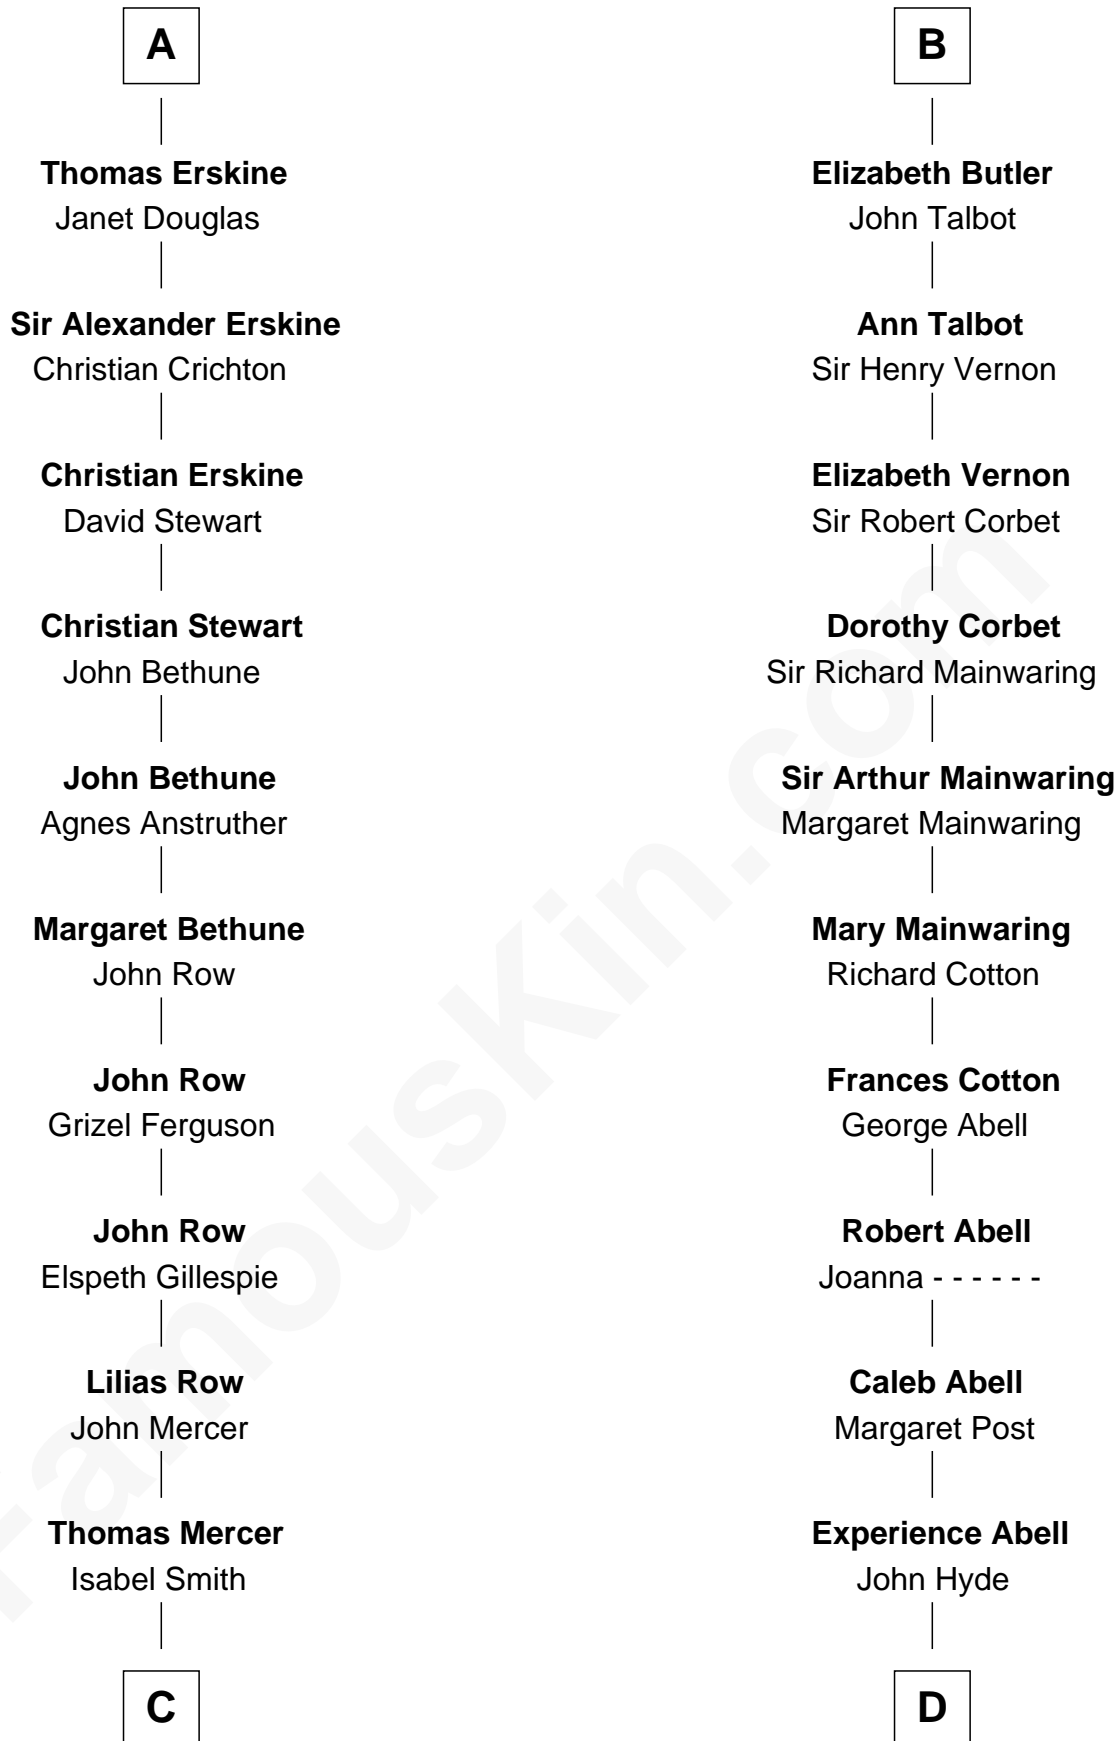 A
Thomas Erskine
Janet Douglas
Sir Alexander Erskine
Christian Crichton
Christian Erskine
David Stewart
Christian Stewart
John Bethune
John Bethune
Agnes Anstruther
Margaret Bethune
John Row
John Row
Grizel Ferguson
John Row
Elspeth Gillespie
Lilias Row
John Mercer
Thomas Mercer
Isabel Smith
C
B
Elizabeth Butler
John Talbot
Ann Talbot
Sir Henry Vernon
Elizabeth Vernon
Sir Robert Corbet
Dorothy Corbet
Sir Richard Mainwaring
Sir Arthur Mainwaring
Margaret Mainwaring
Mary Mainwaring
Richard Cotton
Frances Cotton
George Abell
Robert Abell
Joanna - - - - - -
Caleb Abell
Margaret Post
Experience Abell
John Hyde
D
FamousKin.com